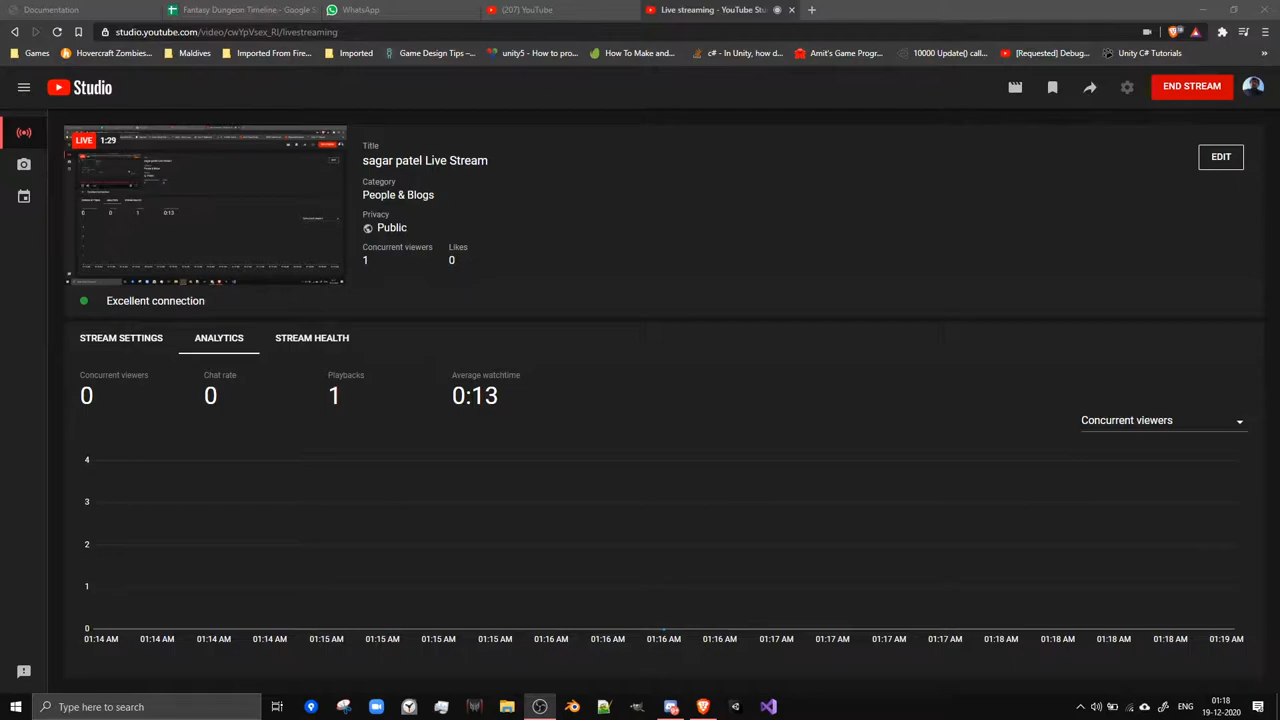 Documentation
Fantasy Dungeon Timeline - Google S
WhatsApp
(207) YouTube
Live streaming - YouTube Stu
studio.youtube.com/video/cwYpVsex_RI/livestreaming
Games
Hovercraft Zombies...
Maldives
Imported From Fire...
Imported
Game Design Tips —...
unity5 - How to pro...
How To Make and...
c# - In Unity, how d...
Amit's Game Progr...
10000 Update() call...
[Requested] Debug...
Unity C# Tutorials
»
Studio
END STREAM
LIVE 1:29
Title
sagar patel Live Stream
EDIT
Category
People & Blogs
Privacy
Public
Concurrent viewers Likes
1 0
Excellent connection
STREAM SETTINGS ANALYTICS STREAM HEALTH
Concurrent viewers Chat rate Playbacks Average watchtime
0 0 1 0:13
Concurrent viewers
4
3
2
1
0
01:14 AM 01:14 AM 01:14 AM 01:14 AM 01:15 AM 01:15 AM 01:15 AM 01:15 AM 01:16 AM 01:16 AM 01:16 AM 01:16 AM 01:17 AM 01:17 AM 01:17 AM 01:17 AM 01:18 AM 01:18 AM 01:18 AM 01:18 AM 01:19 AM
Type here to search
ENG
01:18
19-12-2020